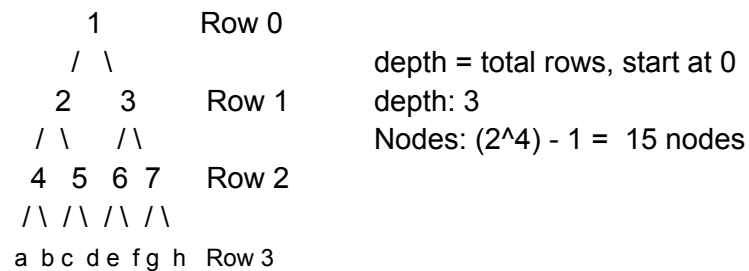 1 Row 0
/ \ depth = total rows, start at 0
2 3 Row 1 depth: 3
/ \ / \ Nodes: (2^4) - 1 = 15 nodes
4 5 6 7 Row 2
/ \ / \ / \ / \
a b c d e f g h Row 3